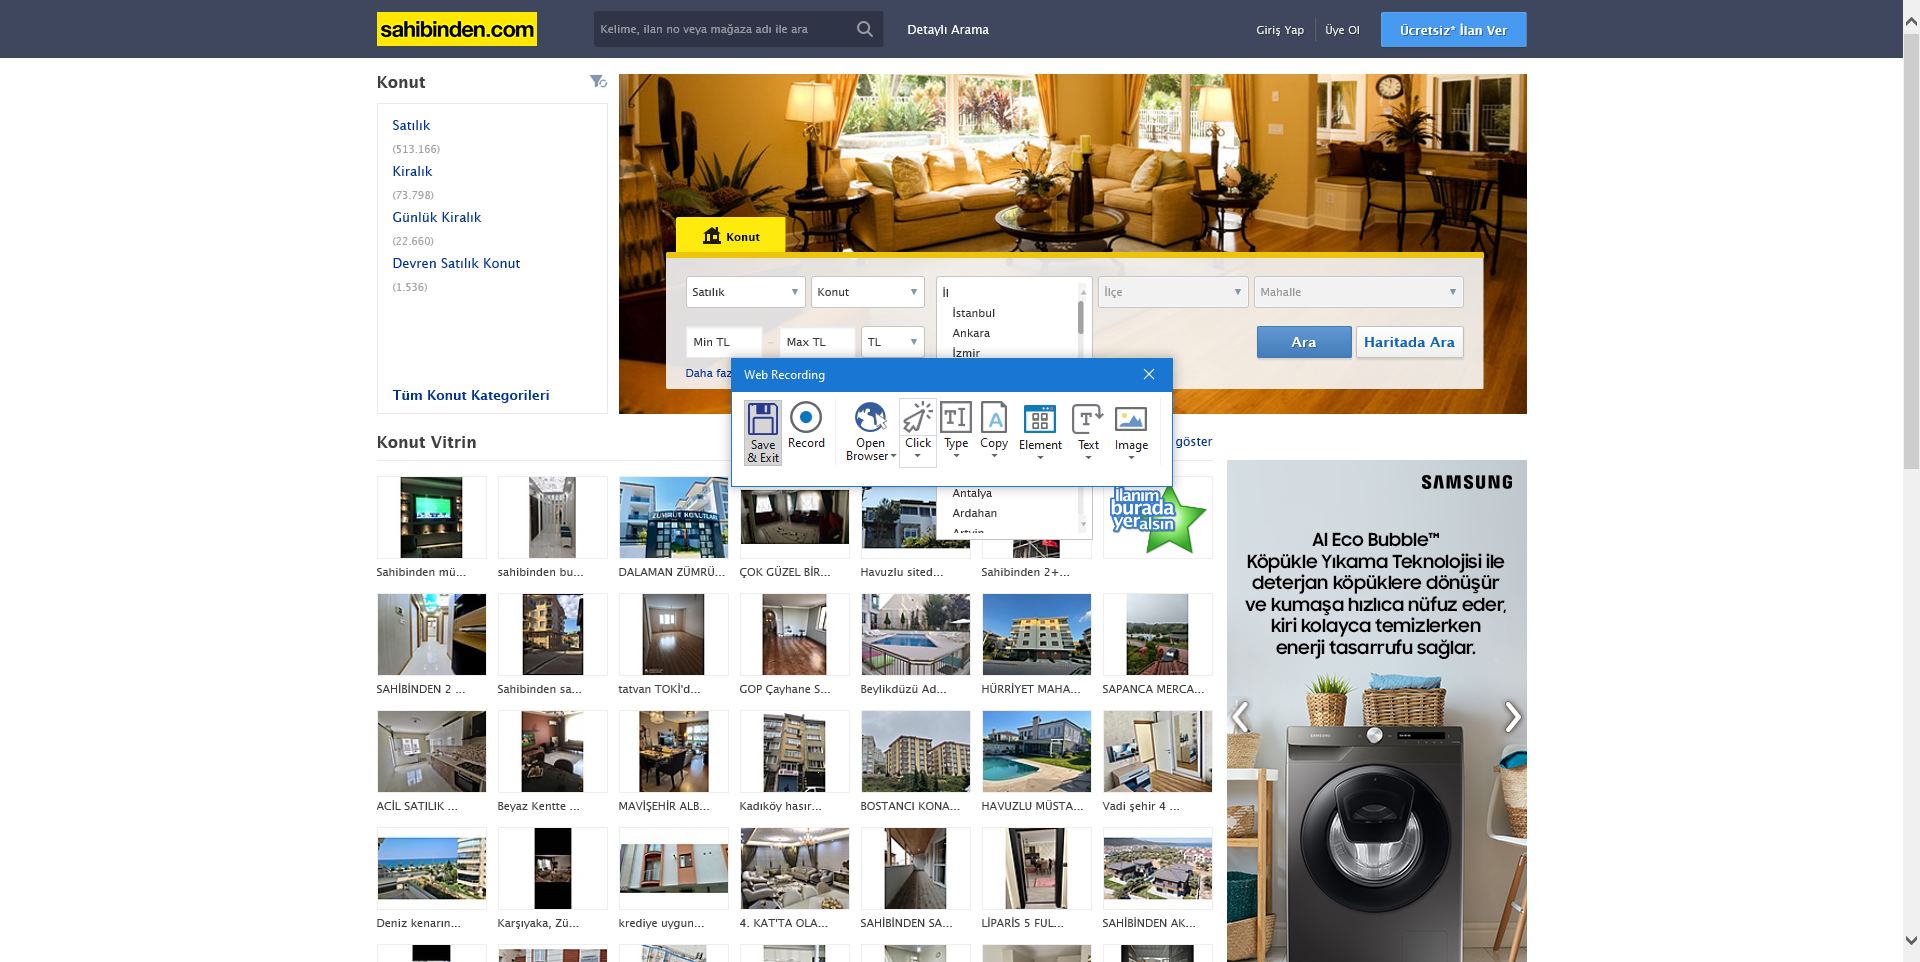 sahibinden.com
Kelime, ilan no veya mağaza adı ile ara
Detaylı Arama
Giriş Yap
Üye Ol
Ücretsiz* İlan Ver
Konut
Satılık
(513.166)
Kiralık
(73.798)
Günlük Kiralık
(22.660)
Devren Satılık Konut
(1.536)
Tüm Konut Kategorileri
Konut
Satılık
Konut
İl
İstanbul
Ankara
İzmir
İlçe
Mahalle
Min TL
Max TL
TL
Ara
Haritada Ara
Daha faz
Web Recording
Save & Exit
Record
Open Browser
Click
Type
Copy
Element
Text
Image
Antalya
Ardahan
Artvin
Konut Vitrin
göster
ZÜMRÜT KONUTLARI
ilanım
burada
yer alsın
Sahibinden mü...
sahibinden bu...
DALAMAN ZÜMRÜ...
ÇOK GÜZEL BİR...
Havuzlu sited...
Sahibinden 2+...
SAHİBİNDEN 2 ...
Sahibinden sa...
tatvan TOKİ'd...
GOP Çayhane S...
Beylikdüzü Ad...
HÜRRİYET MAHA...
SAPANCA MERCA...
ACİL SATILIK ...
Beyaz Kentte ...
MAVİŞEHİR ALB...
Kadıköy hasır...
BOSTANCI KONA...
HAVUZLU MÜSTA...
Vadi şehir 4 ...
Deniz kenarın...
Karşıyaka, Zü...
krediye uygun...
4. KAT'TA OLA...
SAHİBİNDEN SA...
LİPARİS 5 FUL...
SAHİBİNDEN AK...
SAMSUNG
AI Eco Bubble™
Köpükle Yıkama Teknolojisi ile
deterjan köpüklere dönüşür
ve kumaşa hızlıca nüfuz eder,
kiri kolayca temizlerken
enerji tasarrufu sağlar.
SAMSUNG